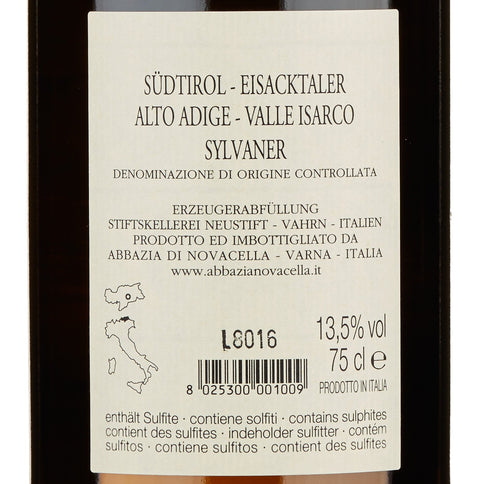 SÜDTIROL - EISACKTALER
ALTO ADIGE - VALLE ISARCO
SYLVANER
DENOMINAZIONE DI ORIGINE CONTROLLATA
ERZEUGERABFÜLLUNG
STIFTSKELLEREI NEUSTIFT - VAHRN - ITALIEN
PRODOTTO ED IMBOTTIGLIATO DA
ABBAZIA DI NOVACELLA - VARNA - ITALIA
www.abbazianovacella.it
L8016
13,5% vol
75 cl ℮
8 025300 001009
PRODOTTO IN ITALIA
enthält Sulfite · contiene solfiti · contains sulphites
contient des sulfites · indeholder sulfitter · contém
sulfitos · contiene sulfitos · contient des sulfites